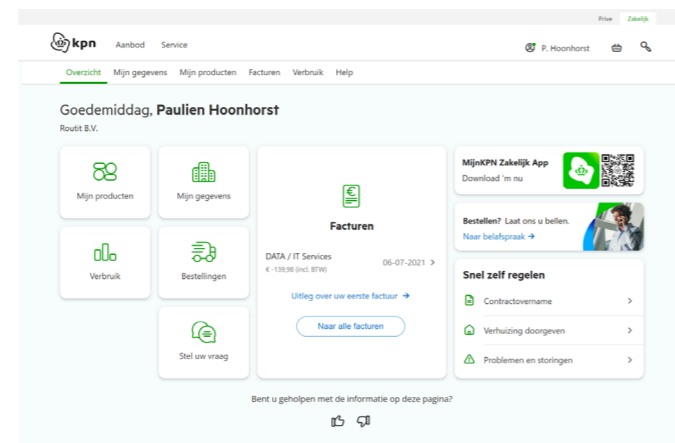 Prive Zakelijk
kpn Aanbod Service P. Hoonhorst
Overzicht Mijn gegevens Mijn producten Facturen Verbruik Help
Goedemiddag, Paulien Hoonhorst
Routit B.V.
Mijn producten
Mijn gegevens
Verbruik
Bestellingen
Stel uw vraag
Facturen
DATA / IT Services
€ -139,98 (incl. BTW)
06-07-2021
Uitleg over uw eerste factuur
Naar alle facturen
MijnKPN Zakelijk App
Download 'm nu
Bestellen? Laat ons u bellen.
Naar belafspraak
Snel zelf regelen
Contractovername
Verhuizing doorgeven
Problemen en storingen
Bent u geholpen met de informatie op deze pagina?